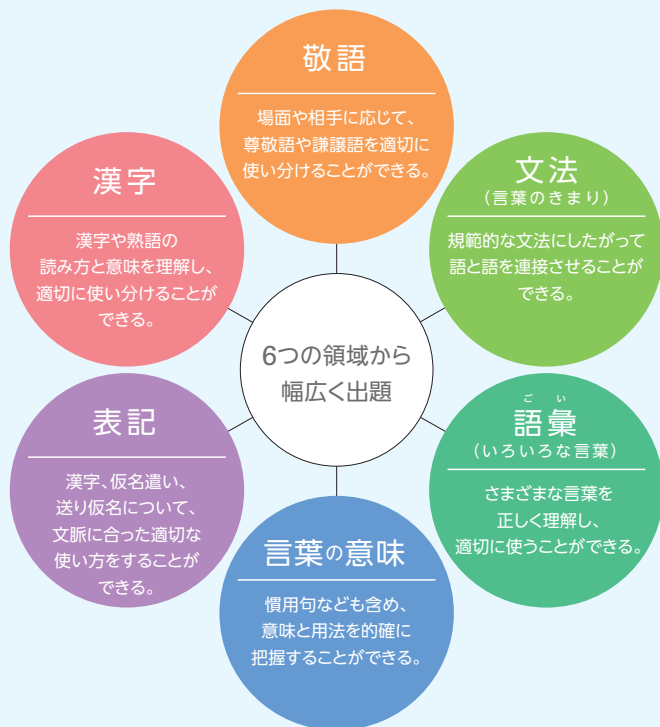 敬語
場面や相手に応じて、
尊敬語や謙譲語を適切に
使い分けることができる。
文法
(言葉のきまり)
規範的な文法にしたがって
語と語を連接させることが
できる。
語彙
ごい
(いろいろな言葉)
さまざまな言葉を
正しく理解し、
適切に使うことができる。
言葉の意味
慣用句なども含め、
意味と用法を的確に
把握することができる。
表記
漢字、仮名遣い、
送り仮名について、
文脈に合った適切な
使い方をすることが
できる。
漢字
漢字や熟語の
読み方と意味を理解し、
適切に使い分けることが
できる。
6つの領域から
幅広く出題